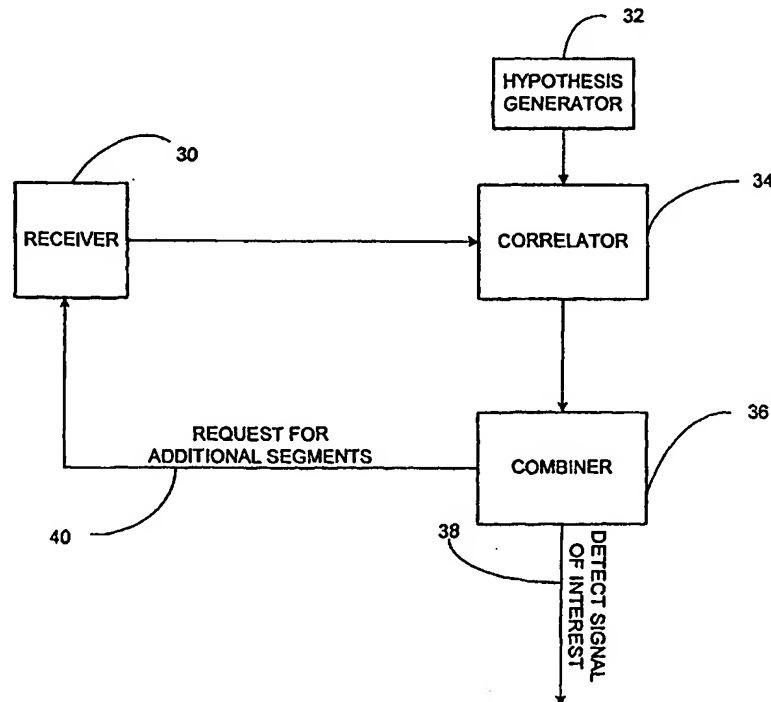 32
HYPOTHESIS
GENERATOR
30
34
RECEIVER
CORRELATOR
36
REQUEST FOR
ADDITIONAL SEGMENTS
COMBINER
40
38
DETECT SIGNAL
OF INTEREST